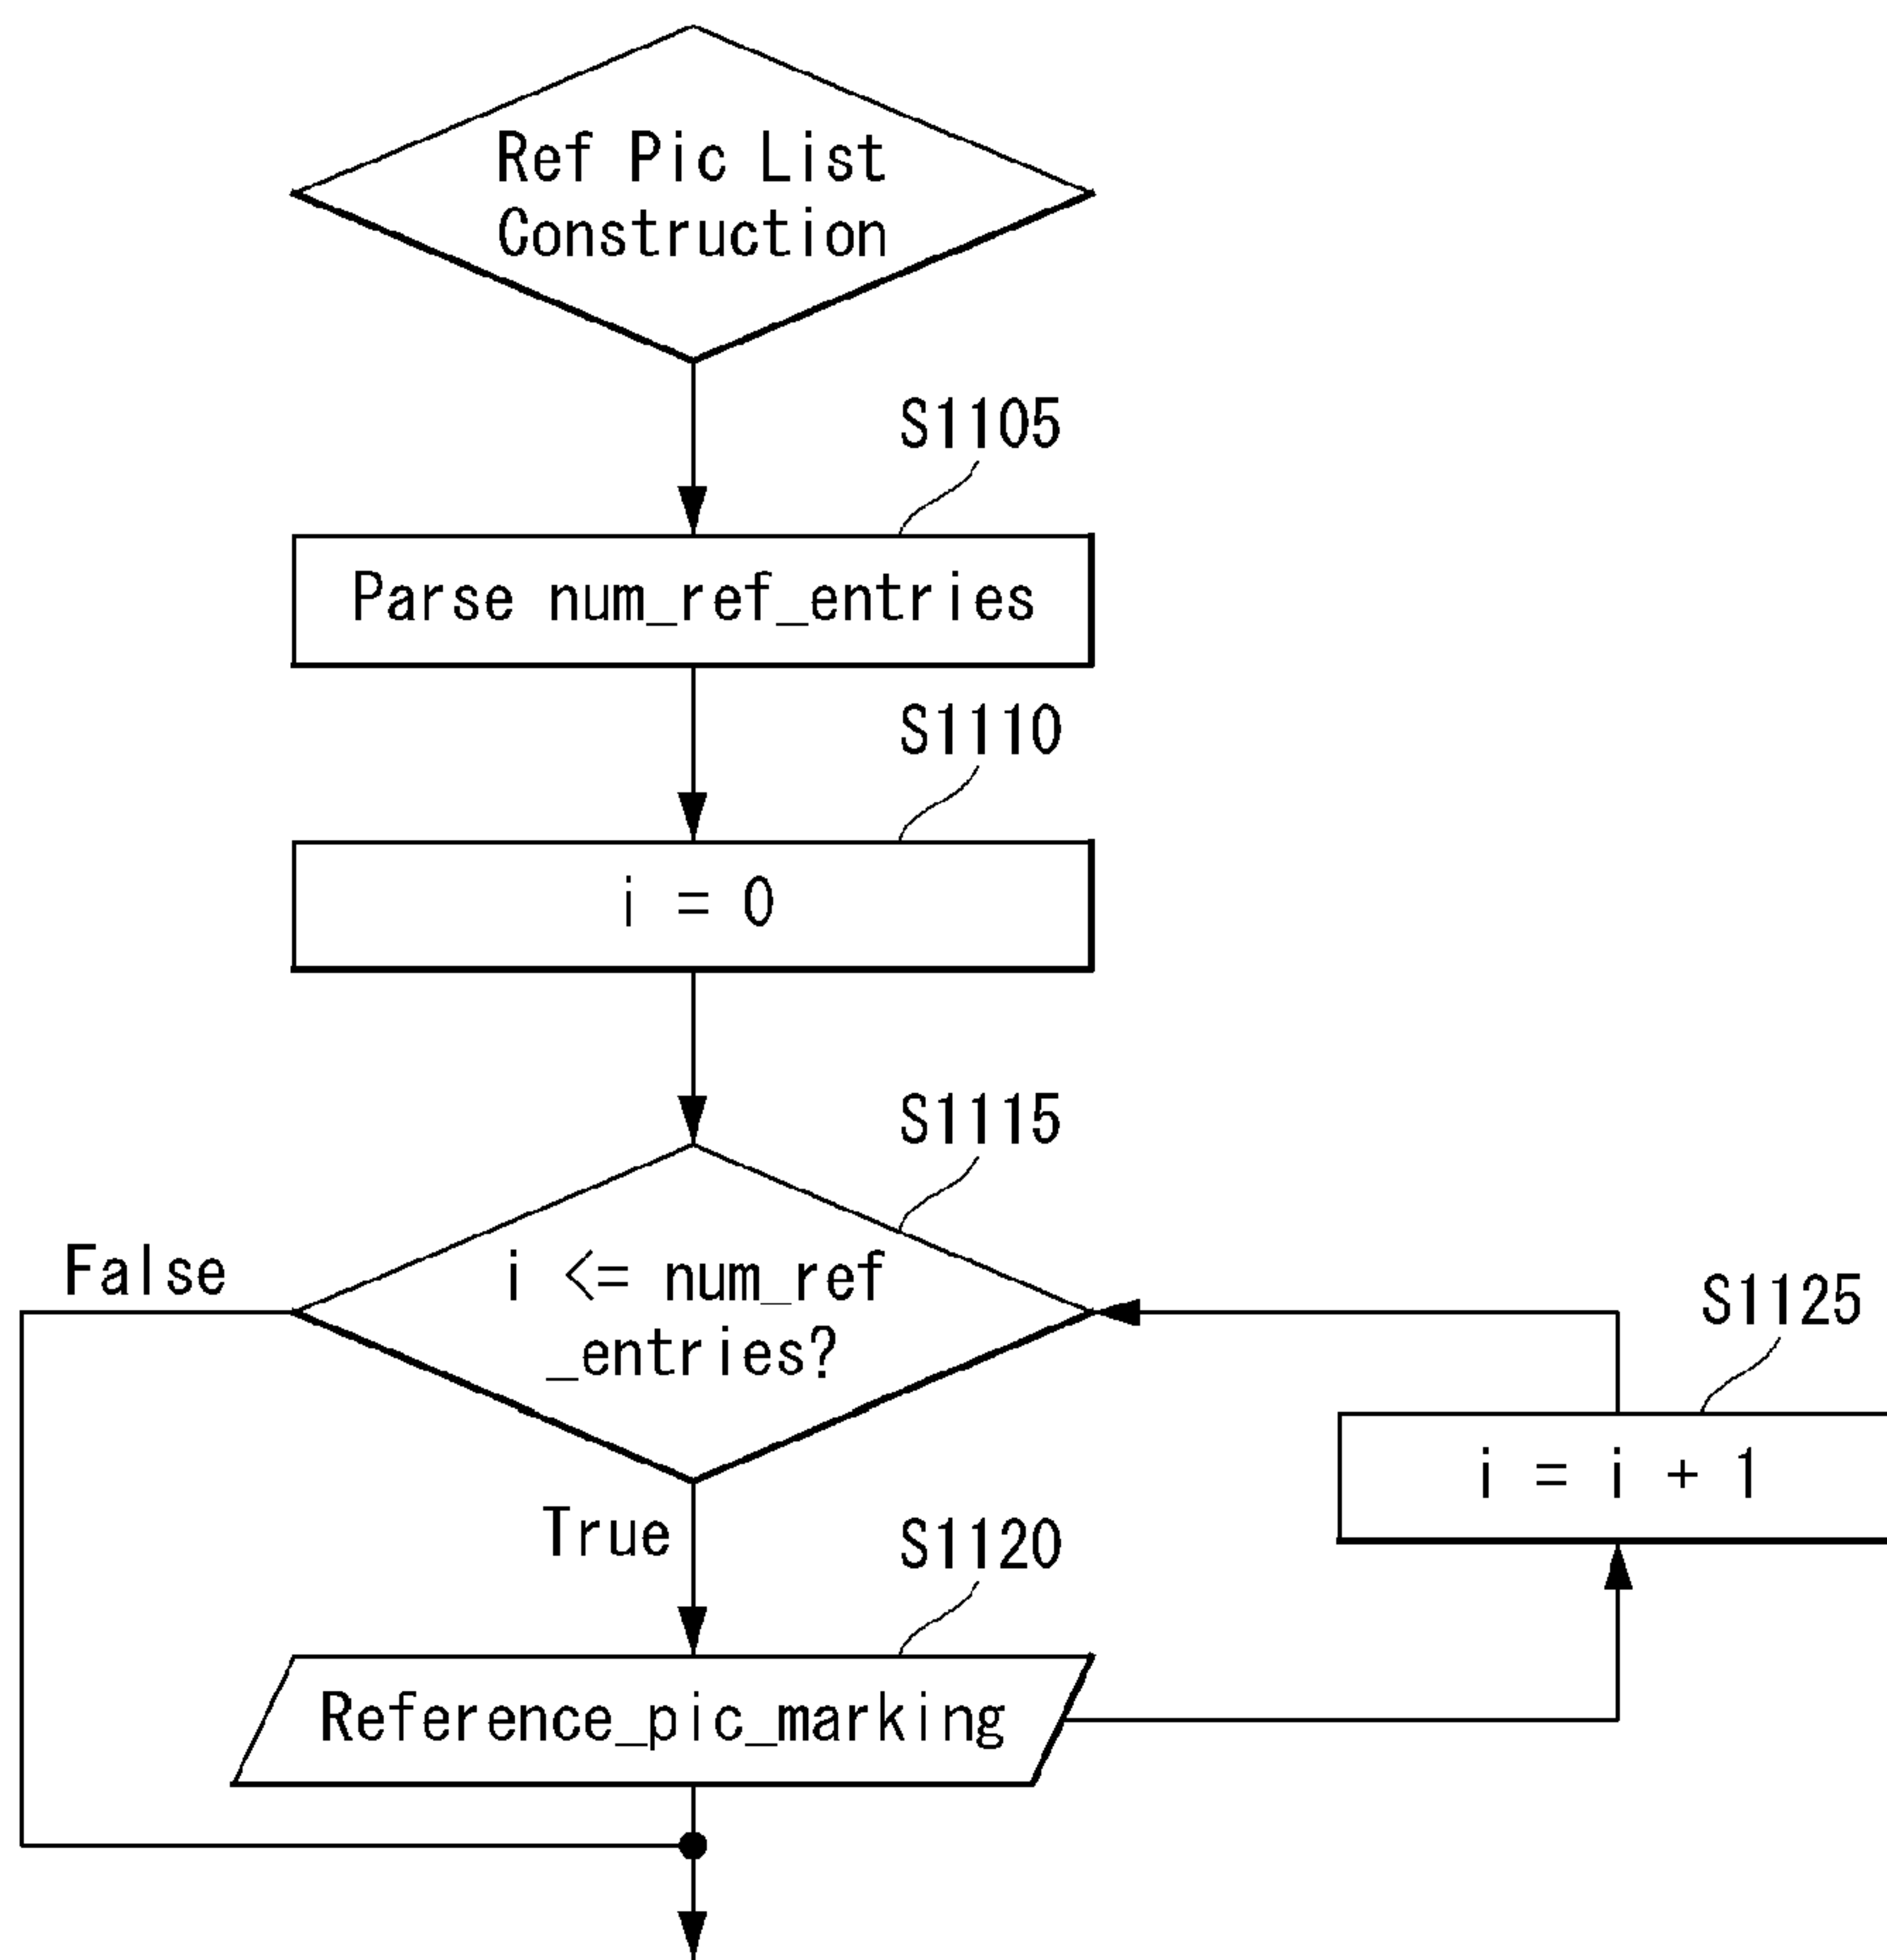 Ref Pic List
Construction
S1105
Parse num_ref_entries
S1110
i = 0
S1115
False
i <= num_ref
_entries?
S1125
i = i + 1
True
S1120
Reference_pic_marking